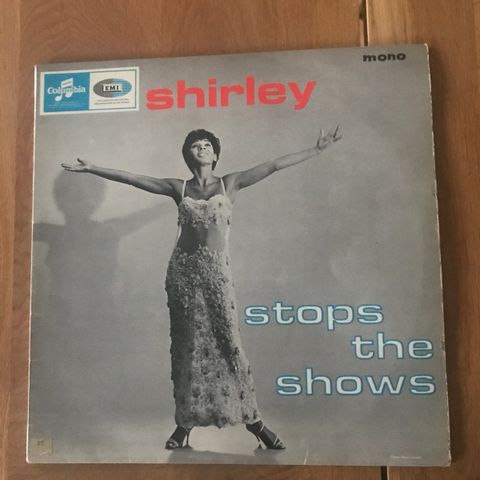 mono
Columbia
EMI
shirley
stops
the
shows